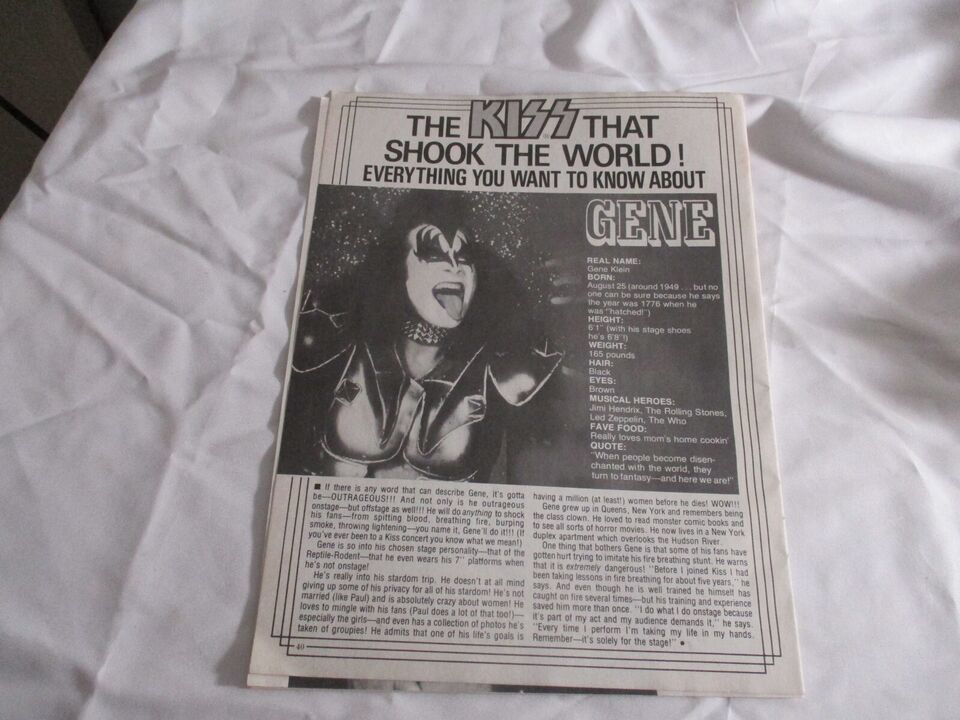 THE KISS THAT
SHOOK THE WORLD!
EVERYTHING YOU WANT TO KNOW ABOUT
GENE
REAL NAME:
Gene Klein
BORN:
August 25 (around 1949 . . . but no
one can be sure because he says
the year was 1776 when he
was "hatched!")
HEIGHT:
6'1" (with his stage shoes
he's 6'8"!)
WEIGHT:
165 pounds
HAIR:
Black
EYES:
Brown
MUSICAL HEROES:
Jimi Hendrix, The Rolling Stones,
Led Zeppelin, The Who
FAVE FOOD:
Really loves mom's home cookin'
QUOTE:
"When people become disen-
chanted with the world, they
turn to fantasy—and here we are!"
■ If there is any word that can describe Gene, it's gotta
be—OUTRAGEOUS!!! And not only is he outrageous
onstage—but offstage as well!!! He will do anything to shock
his fans—from spitting blood, breathing fire, burping
smoke, throwing lightening—you name it, Gene'll do it!!! (If
you've ever been to a Kiss concert you know what we mean!)
Gene is so into his chosen stage personality—that of the
Reptile-Rodent—that he even wears his 7" platforms when
he's not onstage!
He's really into his stardom trip. He doesn't at all mind
giving up some of his privacy for all of his stardom! He's not
married (like Paul) and is absolutely crazy about women! He
loves to mingle with his fans (Paul does a lot of that too!)—
especially the girls—and even has a collection of photos he's
taken of groupies! He admits that one of his life's goals is
having a million (at least!) women before he dies! WOW!!!
Gene grew up in Queens, New York and remembers being
the class clown. He loved to read monster comic books and
to see all sorts of horror movies. He now lives in a New York
duplex apartment which overlooks the Hudson River.
One thing that bothers Gene is that some of his fans have
gotten hurt trying to imitate his fire breathing stunt. He warns
that it is extremely dangerous! "Before I joined Kiss I had
been taking lessons in fire breathing for about five years," he
says. And even though he is well trained he himself has
caught on fire several times—but his training and experience
saved him more than once. "I do what I do onstage because
it's part of my act and my audience demands it," he says.
"Every time I perform I'm taking my life in my hands.
Remember—it's solely for the stage!" ●
40